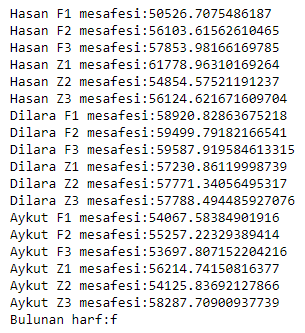 Hasan F1 mesafesi:50526.7075486187
Hasan F2 mesafesi:56103.61562610465
Hasan F3 mesafesi:57853.98166169785
Hasan Z1 mesafesi:61778.96310169264
Hasan Z2 mesafesi:54854.57521191237
Hasan Z3 mesafesi:56124.621671609704
Dilara F1 mesafesi:58920.82863675218
Dilara F2 mesafesi:59499.79182166541
Dilara F3 mesafesi:59587.919584613315
Dilara Z1 mesafesi:57230.86119998739
Dilara Z2 mesafesi:57771.34056495317
Dilara Z3 mesafesi:57788.494485927076
Aykut F1 mesafesi:54067.58384901916
Aykut F2 mesafesi:55257.22329389414
Aykut F3 mesafesi:53697.807152204216
Aykut Z1 mesafesi:56214.74150816377
Aykut Z2 mesafesi:54125.83692127866
Aykut Z3 mesafesi:58287.70900937739
Bulunan harf:f